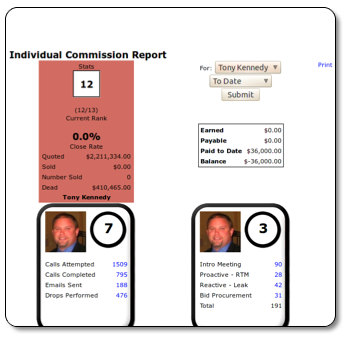 Individual Commission Report
Stats
12
(12/13)
Current Rank
0.0%
Close Rate
Quoted $2,211,334.00
Sold $0.00
Number Sold 0
Dead $410,465.00
Tony Kennedy
For: Tony Kennedy
To Date
Submit
Print
Earned $0.00
Payable $0.00
Paid to Date $36,000.00
Balance $-36,000.00
7
Calls Attempted 1509
Calls Completed 795
Emails Sent 188
Drops Performed 476
3
Intro Meeting 90
Proactive - RTM 28
Reactive - Leak 42
Bid Procurement 31
Total 191